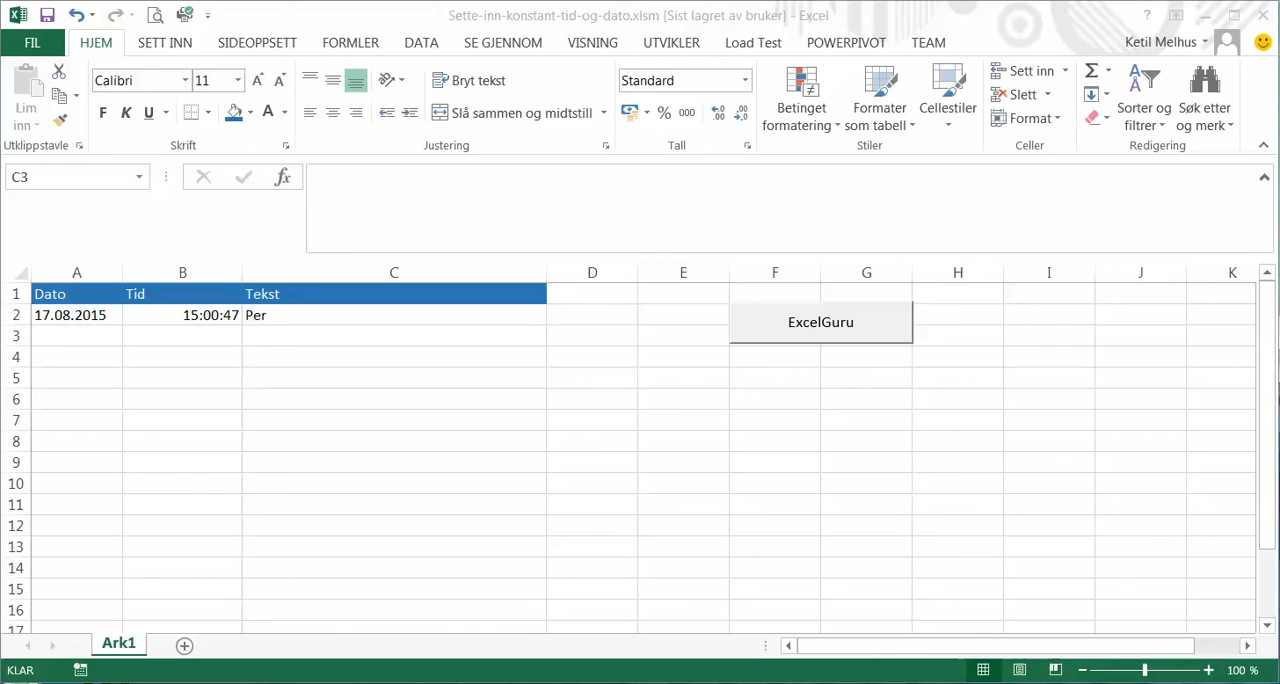 Sette-inn-konstant-tid-og-dato.xlsm [Sist lagret av bruker] - Excel
?
FIL HJEM SETT INN SIDEOPPSETT FORMLER DATA SE GJENNOM VISNING UTVIKLER Load Test POWERPIVOT TEAM Ketil Melhus
Lim inn
Calibri 11
Bryt tekst
Standard
F K U
Slå sammen og midtstill
% 000
Betinget formatering
Formater som tabell
Cellestiler
Sett inn
Slett
Format
Sorter og filtrer
Søk etter og merk
Utklippstavle Skrift Justering Tall Stiler Celler Redigering
C3 fx
A B C D E F G H I J K
1 Dato Tid Tekst
2 17.08.2015 15:00:47 Per
ExcelGuru
3
4
5
6
7
8
9
10
11
12
13
14
15
16
17
Ark1
KLAR 100 %